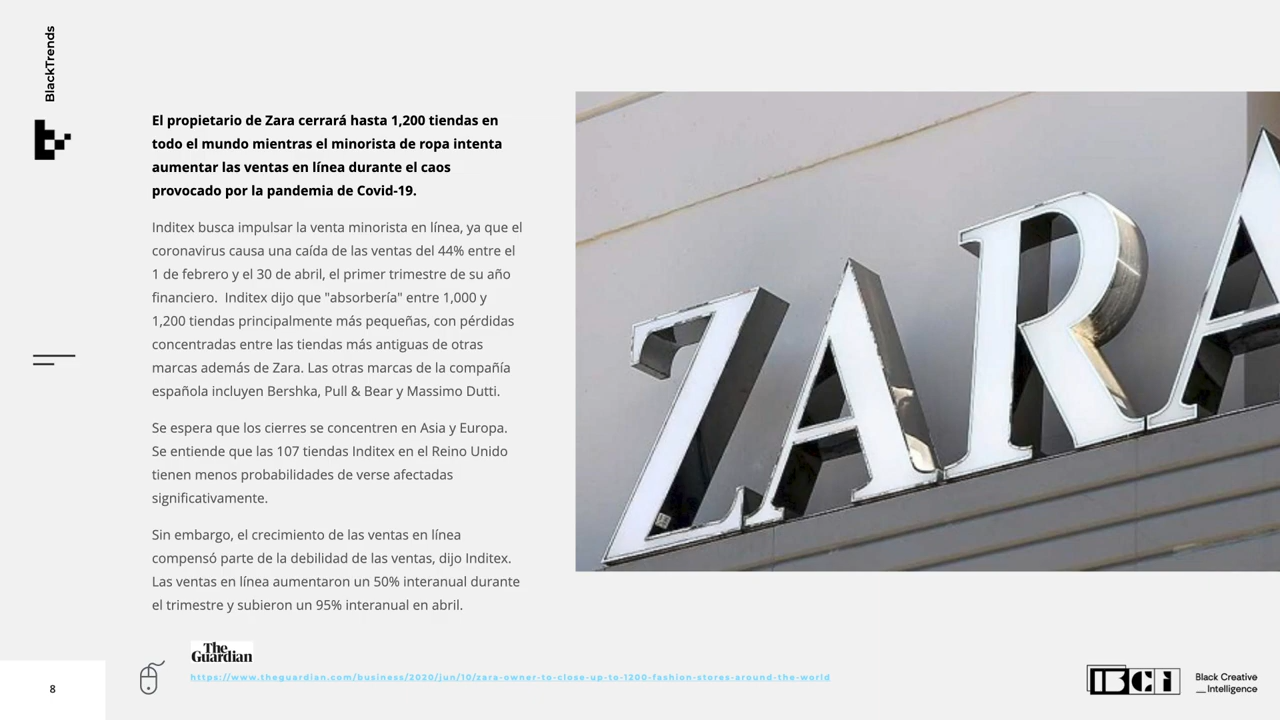 BlackTrends
El propietario de Zara cerrará hasta 1,200 tiendas en
todo el mundo mientras el minorista de ropa intenta
aumentar las ventas en línea durante el caos
provocado por la pandemia de Covid-19.
Inditex busca impulsar la venta minorista en línea, ya que el
coronavirus causa una caída de las ventas del 44% entre el
1 de febrero y el 30 de abril, el primer trimestre de su año
financiero.  Inditex dijo que "absorbería" entre 1,000 y
1,200 tiendas principalmente más pequeñas, con pérdidas
concentradas entre las tiendas más antiguas de otras
marcas además de Zara. Las otras marcas de la compañía
española incluyen Bershka, Pull & Bear y Massimo Dutti.
Se espera que los cierres se concentren en Asia y Europa.
Se entiende que las 107 tiendas Inditex en el Reino Unido
tienen menos probabilidades de verse afectadas
significativamente.
Sin embargo, el crecimiento de las ventas en línea
compensó parte de la debilidad de las ventas, dijo Inditex.
Las ventas en línea aumentaron un 50% interanual durante
el trimestre y subieron un 95% interanual en abril.
ZARA
The
Guardian
https://www.theguardian.com/business/2020/jun/10/zara-owner-to-close-up-to-1200-fashion-stores-around-the-world
8
BCi
Black Creative
__Intelligence